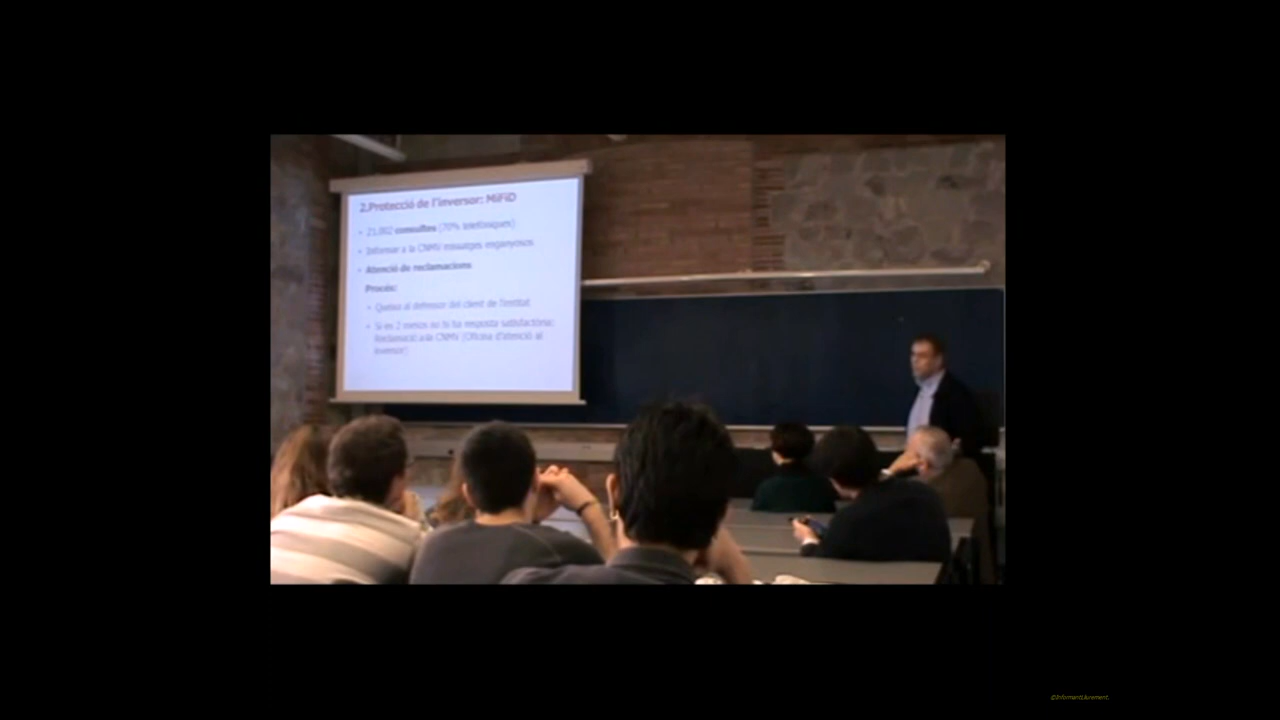 2.Protecció de l'inversor: MiFiD
• 21.802 consultes (70% telefòniques)
• Informar a la CNMV missatges enganyosos
• Atenció de reclamacions
Procés:
• Queixa al defensor del client de l'entitat
• Si en 2 mesos no hi ha resposta satisfactòria:
Reclamació a la CNMV (Oficina d'atenció al
inversor)
©InformantLliurement.